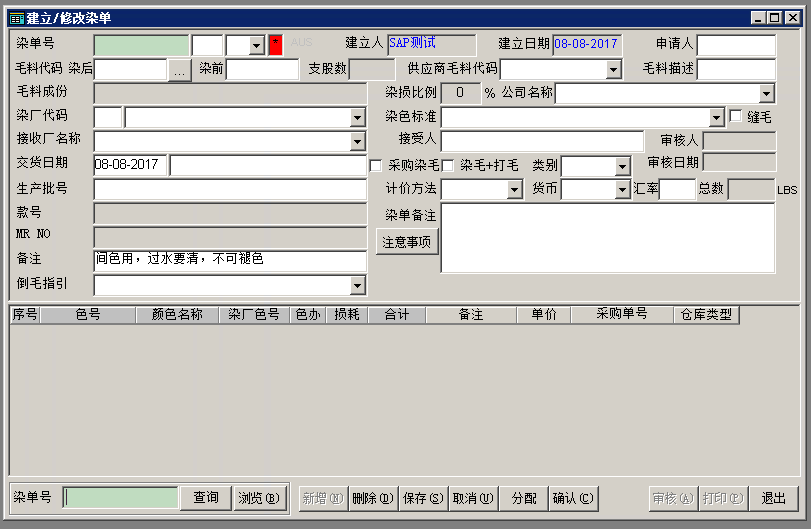 建立/修改染单
染单号 * AUS 建立人 SAP测试 建立日期 08-08-2017 申请人
毛料代码 染后 ... 染前 支股数 供应商毛料代码 毛料描述
毛料成份 染损比例 0 % 公司名称
染厂代码 染色标准 缝毛
接收厂名称 接受人 审核人
交货日期 08-08-2017 采购染毛 染毛+打毛 类别 审核日期
生产批号 计价方法 货币 汇率 总数 LBS
款号 染单备注
MR NO 注意事项
备注 间色用，过水要清，不可褪色
倒毛指引
序号 色号 颜色名称 染厂色号 色办 损耗 合计 备注 单价 采购单号 仓库类型
染单号 查询 浏览(B) 新增(N) 删除(D) 保存(S) 取消(U) 分配 确认(C) 审核(A) 打印(P) 退出